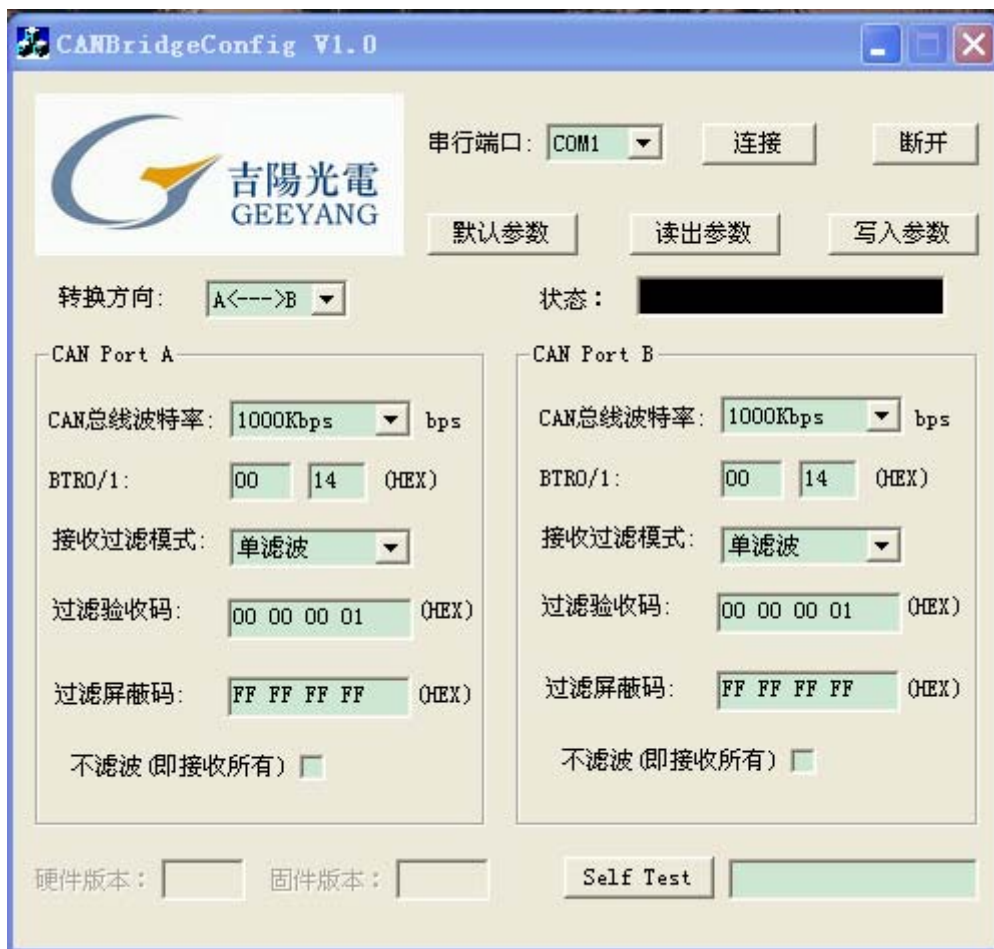 CANBridgeConfig V1.0
吉陽光電
GEEYANG
串行端口: COM1 连接 断开
默认参数 读出参数 写入参数
转换方向: A<--->B 状态：
CAN Port A
CAN总线波特率: 1000Kbps bps
BTR0/1: 00 14 (HEX)
接收过滤模式: 单滤波
过滤验收码: 00 00 00 01 (HEX)
过滤屏蔽码: FF FF FF FF (HEX)
不滤波(即接收所有)
CAN Port B
CAN总线波特率: 1000Kbps bps
BTR0/1: 00 14 (HEX)
接收过滤模式: 单滤波
过滤验收码: 00 00 00 01 (HEX)
过滤屏蔽码: FF FF FF FF (HEX)
不滤波(即接收所有)
硬件版本： 固件版本： Self Test